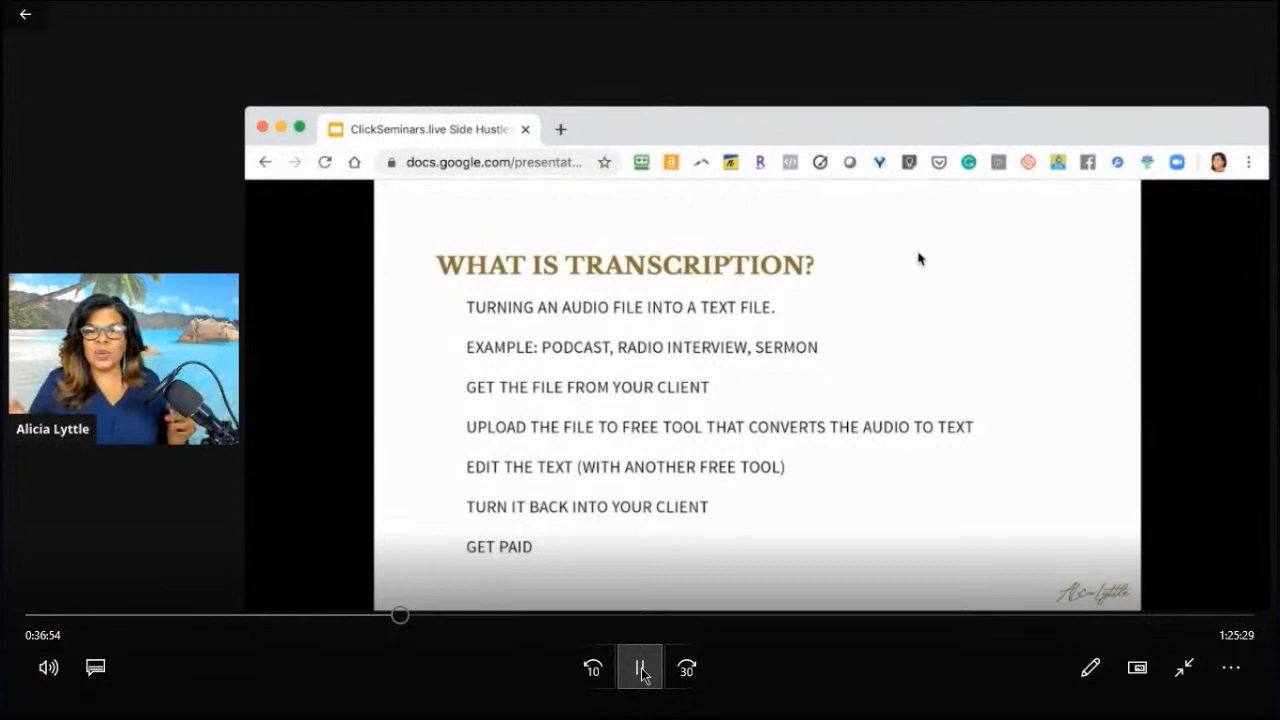 ClickSeminars.live Side Hustle
docs.google.com/presentat...
WHAT IS TRANSCRIPTION?
TURNING AN AUDIO FILE INTO A TEXT FILE.
EXAMPLE: PODCAST, RADIO INTERVIEW, SERMON
GET THE FILE FROM YOUR CLIENT
UPLOAD THE FILE TO FREE TOOL THAT CONVERTS THE AUDIO TO TEXT
EDIT THE TEXT (WITH ANOTHER FREE TOOL)
TURN IT BACK INTO YOUR CLIENT
GET PAID
Alicia Lyttle
Alicia Lyttle
0:36:54
1:25:29
10
30